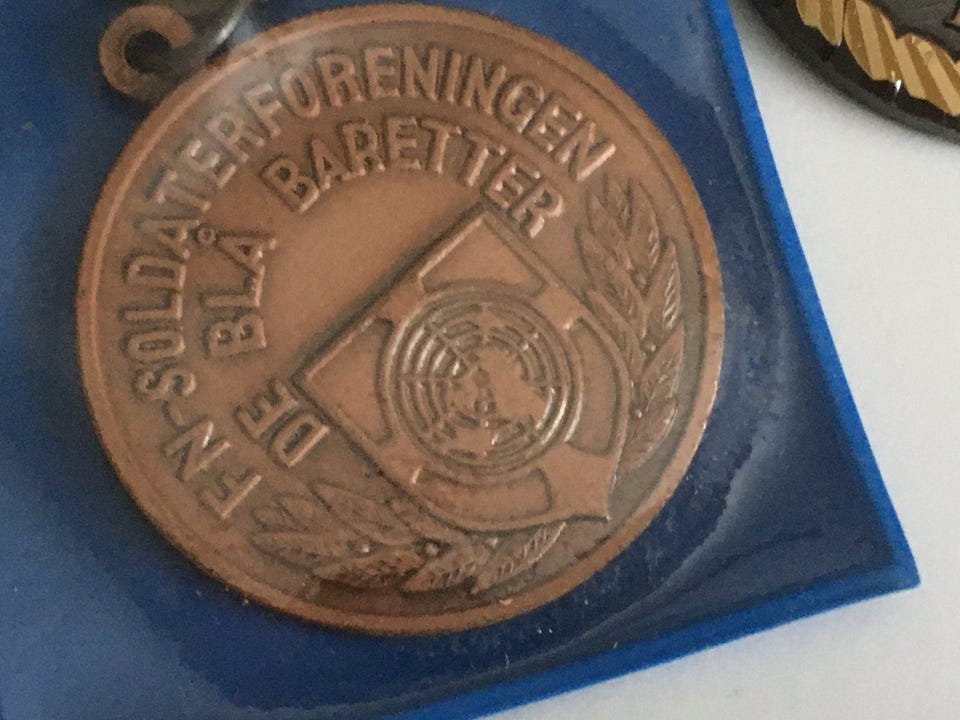 FN-SOLDATERFORENINGEN
DE BLÅ BARETTER